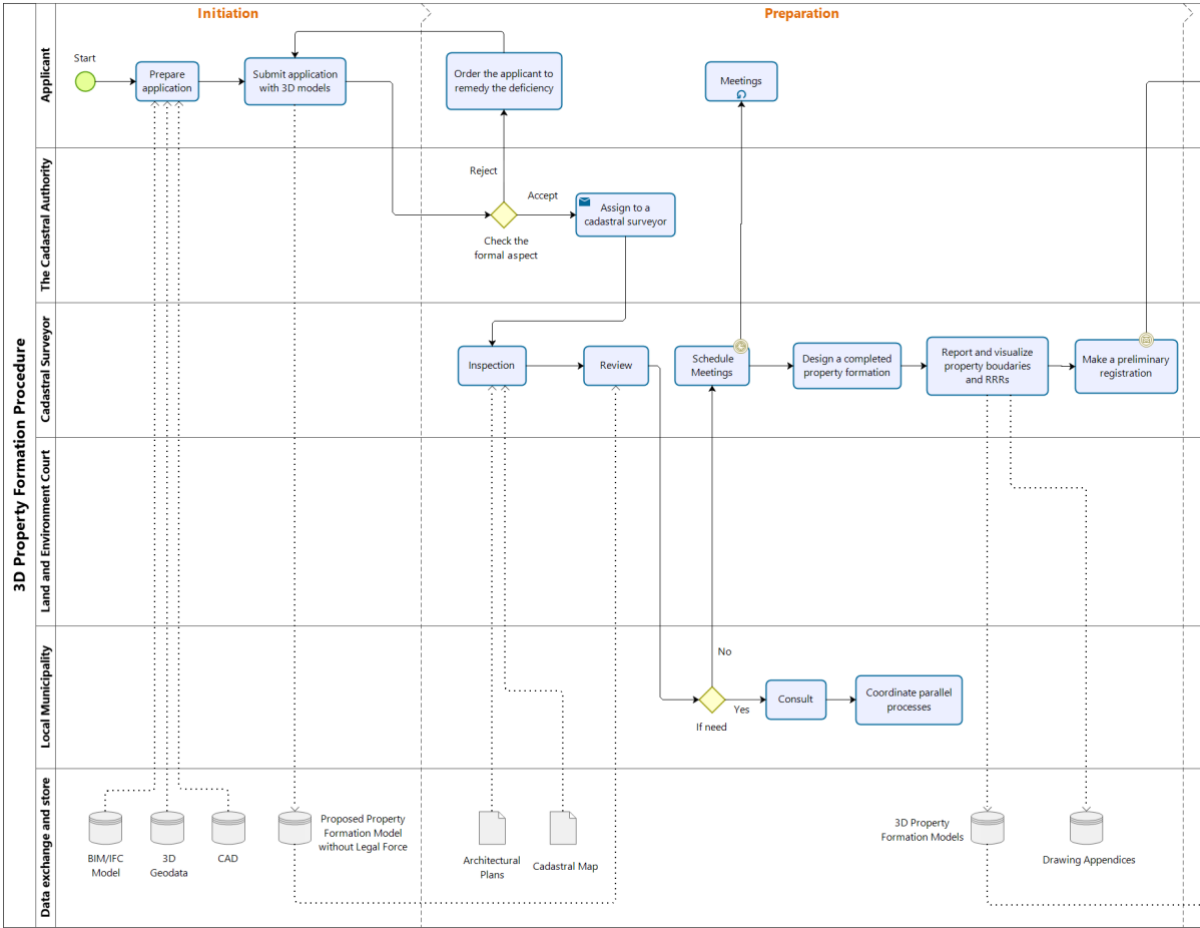 Initiation
Preparation
3D Property Formation Procedure
Applicant
Start
Prepare
application
Submit application
with 3D models
Order the applicant to
remedy the deficiency
Meetings
The Cadastral Authority
Reject
Accept
Check the
formal aspect
Assign to a
cadastral surveyor
Cadastral Surveyor
Inspection
Review
Schedule
Meetings
Design a completed
property formation
Report and visualize
property boudaries
and RRRs
Make a preliminary
registration
Land and Environment Court
Local Municipality
No
Yes
If need
Consult
Coordinate parallel
processes
Data exchange and store
BIM/IFC
Model
3D
Geodata
CAD
Proposed Property
Formation Model
without Legal Force
Architectural
Plans
Cadastral Map
3D Property
Formation Models
Drawing Appendices